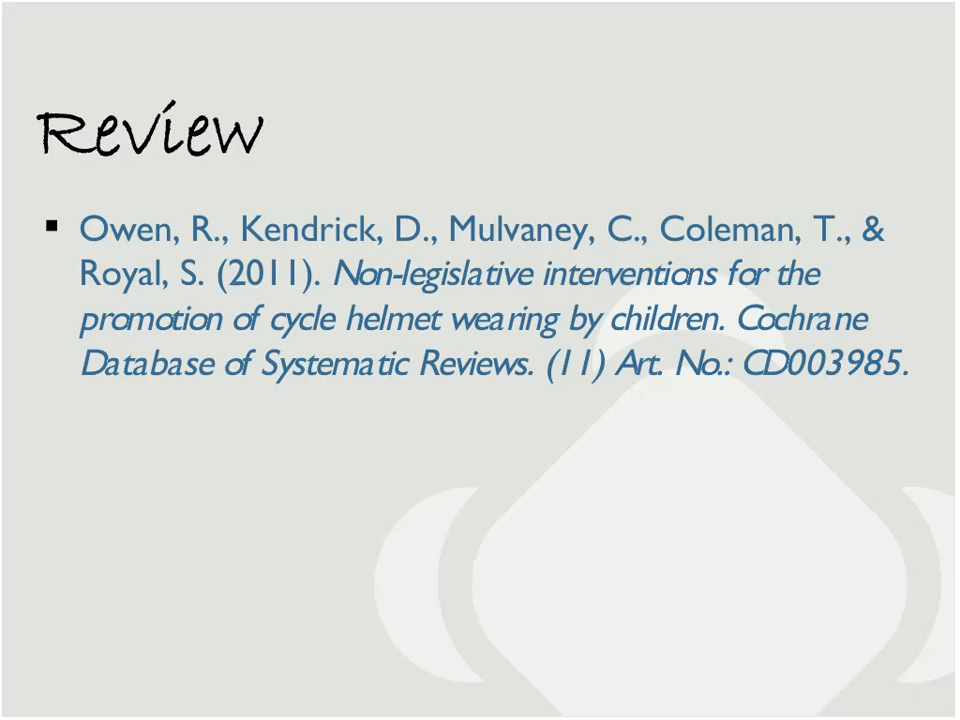 Review
▪ Owen, R., Kendrick, D., Mulvaney, C., Coleman, T., &
Royal, S. (2011). Non-legislative interventions for the
promotion of cycle helmet wearing by children. Cochrane
Database of Systematic Reviews. (11) Art. No.: CD003985.